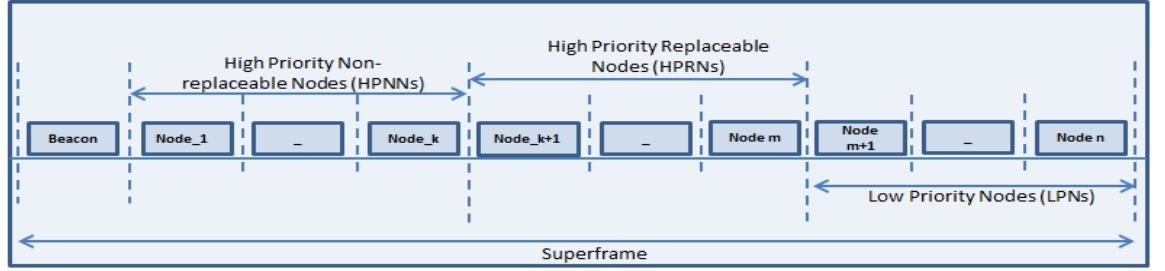 High Priority Non-
replaceable Nodes (HPNNs)
High Priority Replaceable
Nodes (HPRNs)
Beacon
Node_1
_
Node_k
Node_k+1
_
Node m
Node
m+1
_
Node n
Low Priority Nodes (LPNs)
Superframe